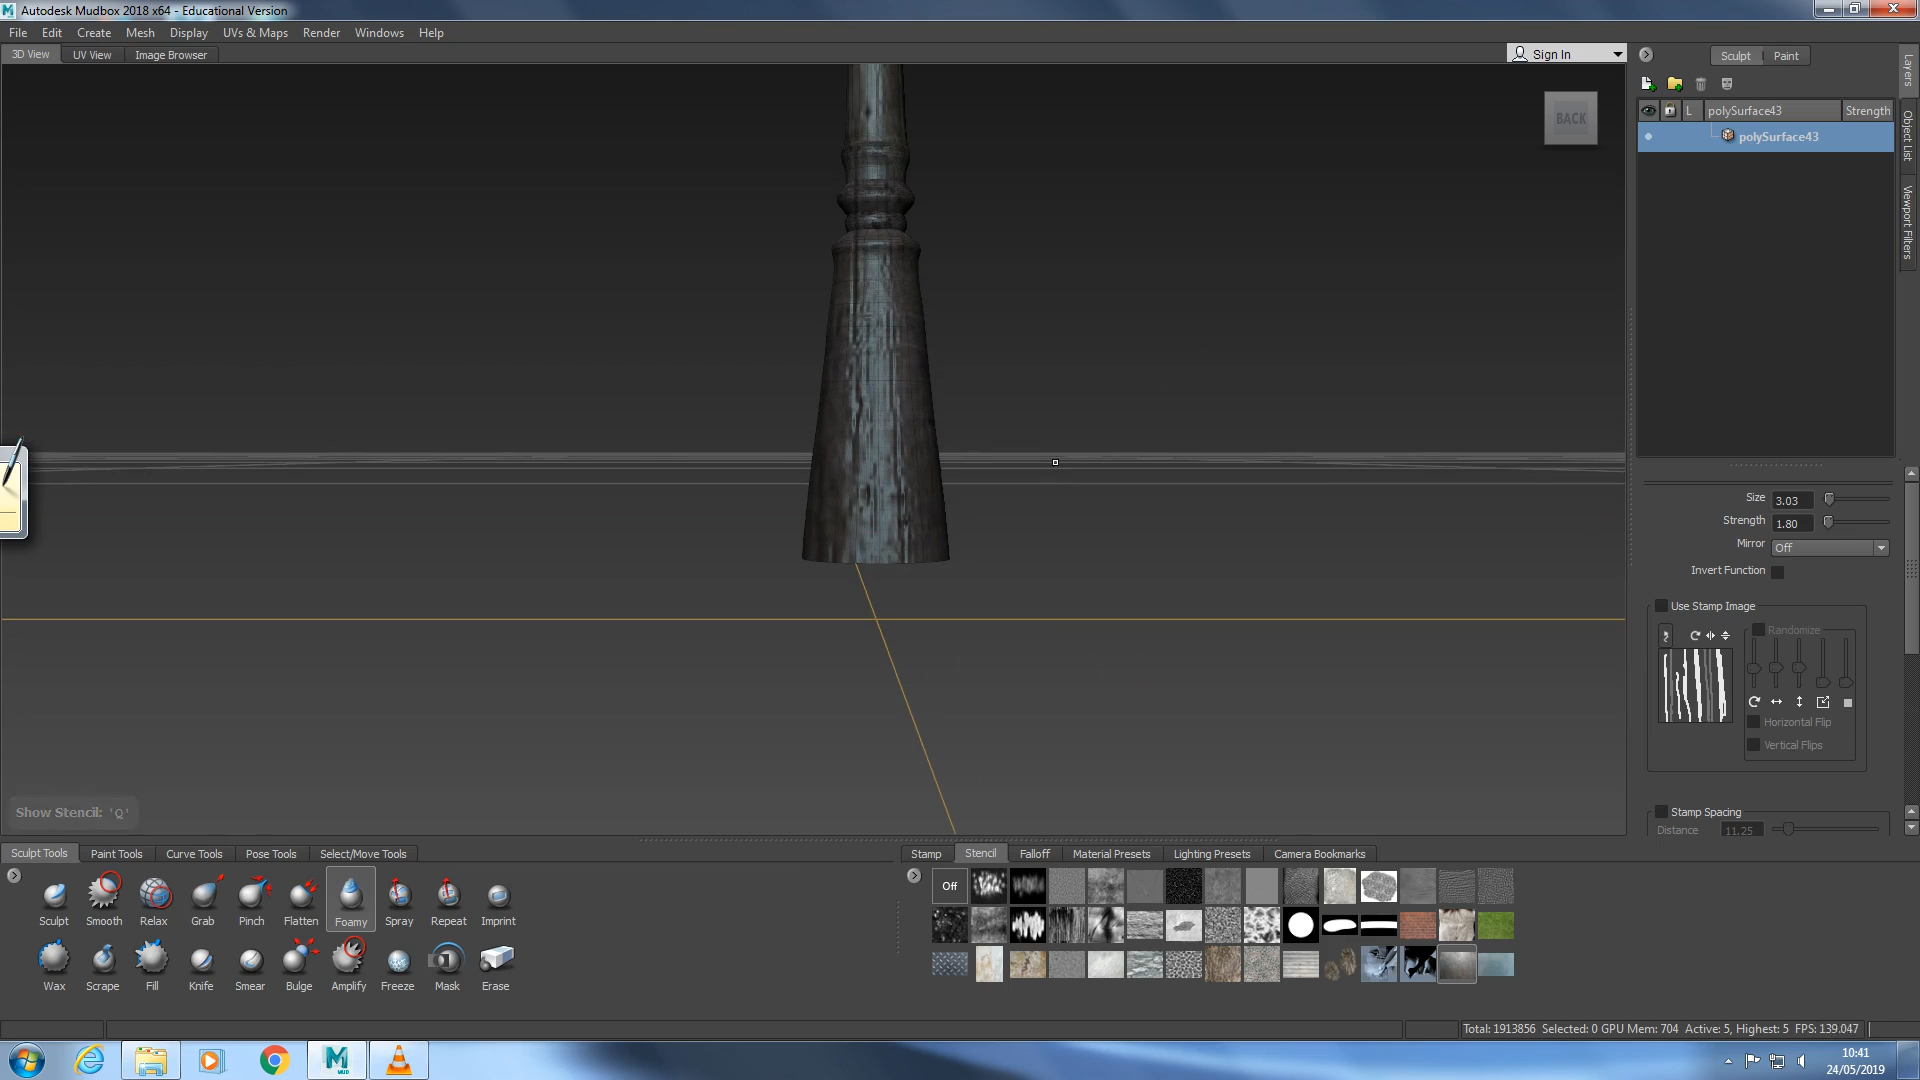 Autodesk Mudbox 2018 x64 - Educational Version
File Edit Create Mesh Display UVs & Maps Render Windows Help
3D View UV View Image Browser
Sign In
Sculpt Paint
Layers
Object List
Viewport Filters
L polySurface43 Strength
polySurface43
BACK
Size 3.03
Strength 1.80
Mirror Off
Invert Function
Use Stamp Image
Randomize
Horizontal Flip
Vertical Flips
Stamp Spacing
Distance 11.25
Show Stencil: 'Q'
Sculpt Tools Paint Tools Curve Tools Pose Tools Select/Move Tools
Sculpt Smooth Relax Grab Pinch Flatten Foamy Spray Repeat Imprint
Wax Scrape Fill Knife Smear Bulge Amplify Freeze Mask Erase
Stamp Stencil Falloff Material Presets Lighting Presets Camera Bookmarks
Off
Total: 1913856 Selected: 0 GPU Mem: 704 Active: 5, Highest: 5 FPS: 139.047
MUD
10:41
24/05/2019